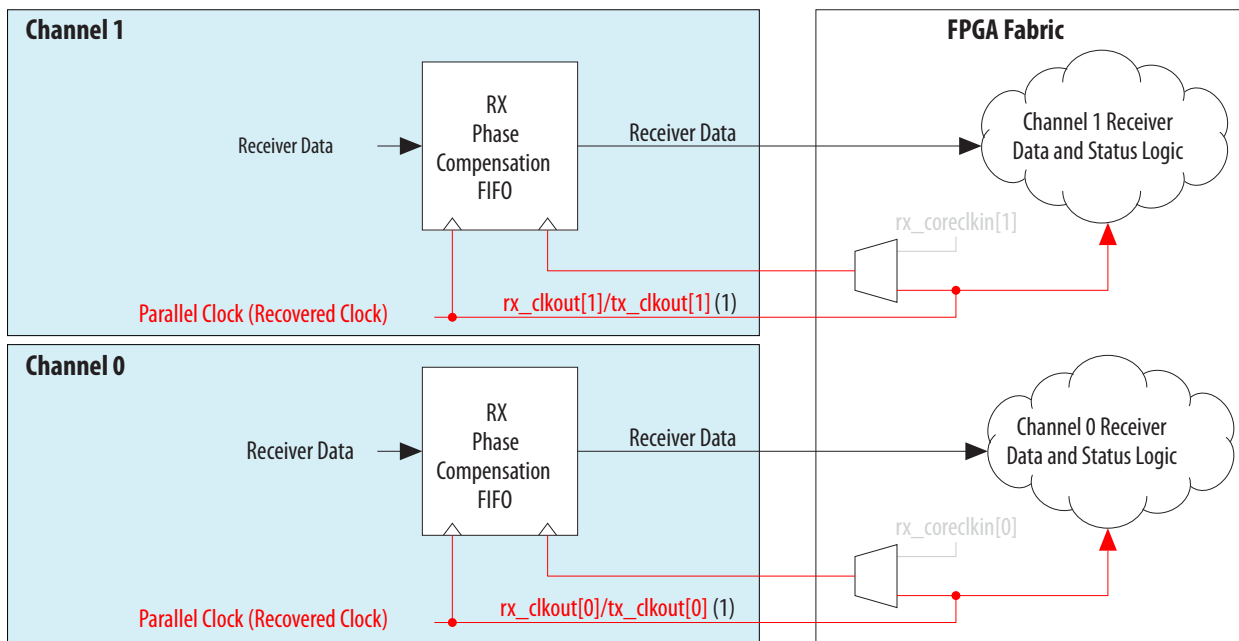 Channel 1
FPGA Fabric
RX
Phase
Compensation
FIFO
Receiver Data
Receiver Data
Channel 1 Receiver
Data and Status Logic
rx_coreclkin[1]
Parallel Clock (Recovered Clock)
rx_clkout[1]/tx_clkout[1] (1)
Channel 0
RX
Phase
Compensation
FIFO
Receiver Data
Receiver Data
Channel 0 Receiver
Data and Status Logic
rx_coreclkin[0]
Parallel Clock (Recovered Clock)
rx_clkout[0]/tx_clkout[0] (1)